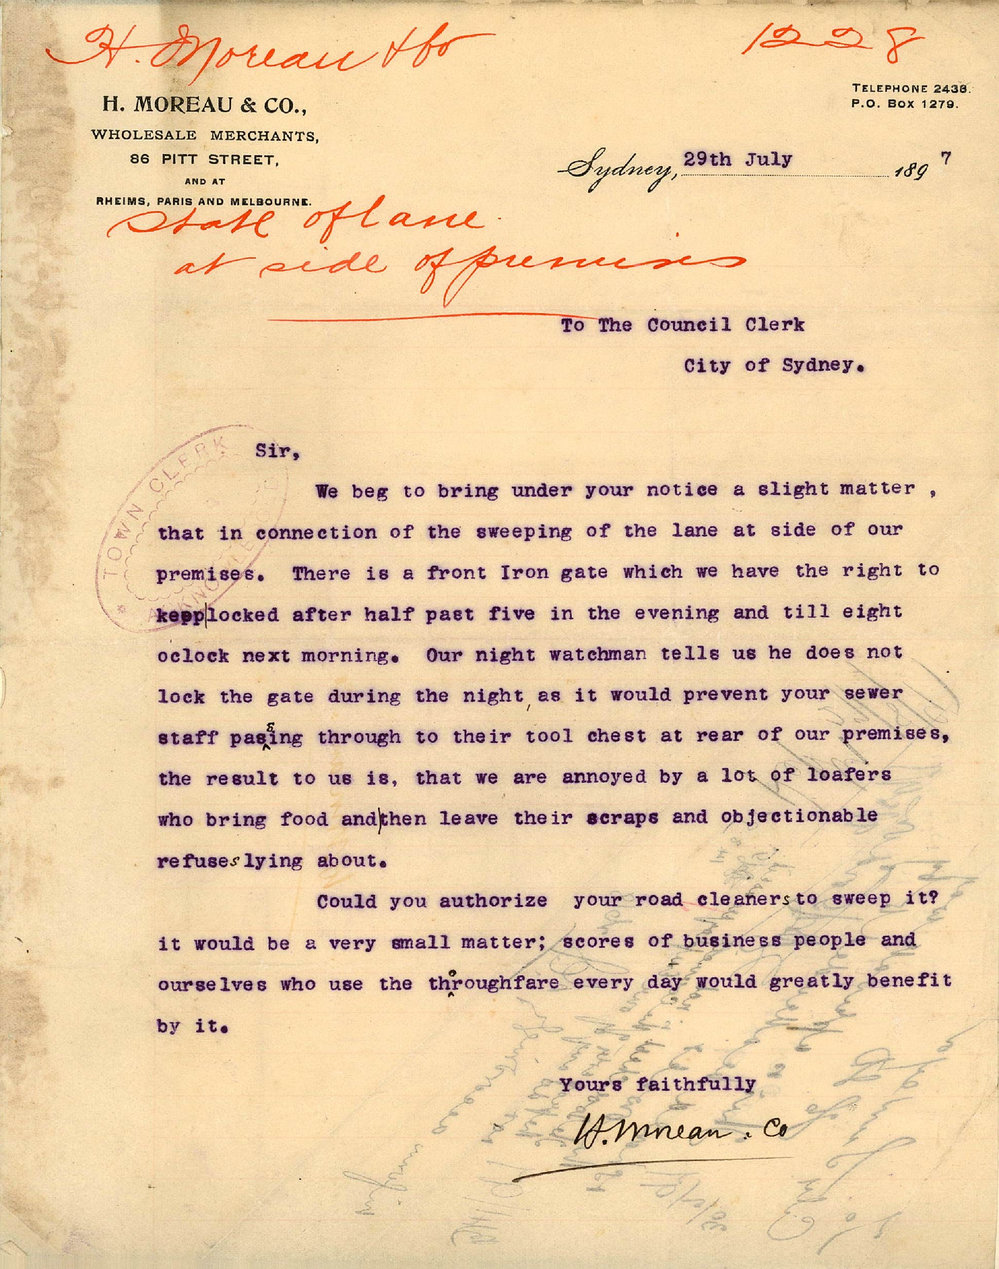 H. Moreau & Co 1228
H. MOREAU & CO.,
WHOLESALE MERCHANTS,
86 PITT STREET,
AND AT
RHEIMS, PARIS AND MELBOURNE.
TELEPHONE 2436.
P.O. BOX 1279.
Sydney, 29th July 1897
State of lane
at side of premises
To The Council Clerk
City of Sydney.
TOWN CLERK
Sir,
We beg to bring under your notice a slight matter ,
that in connection of the sweeping of the lane at side of our
premises. There is a front Iron gate which we have the right to
kepp|locked after half past five in the evening and till eight
oclock next morning. Our night watchman tells us he does not
lock the gate during the night, as it would prevent your sewer
staff passing through to their tool chest at rear of our premises,
the result to us is, that we are annoyed by a lot of loafers
who bring food and|then leave their scraps and objectionable
refuses lying about.
Could you authorize your road cleaners to sweep it?
it would be a very small matter; scores of business people and
ourselves who use the thoroughfare every day would greatly benefit
by it.
Yours faithfully
H. Moreau & Co